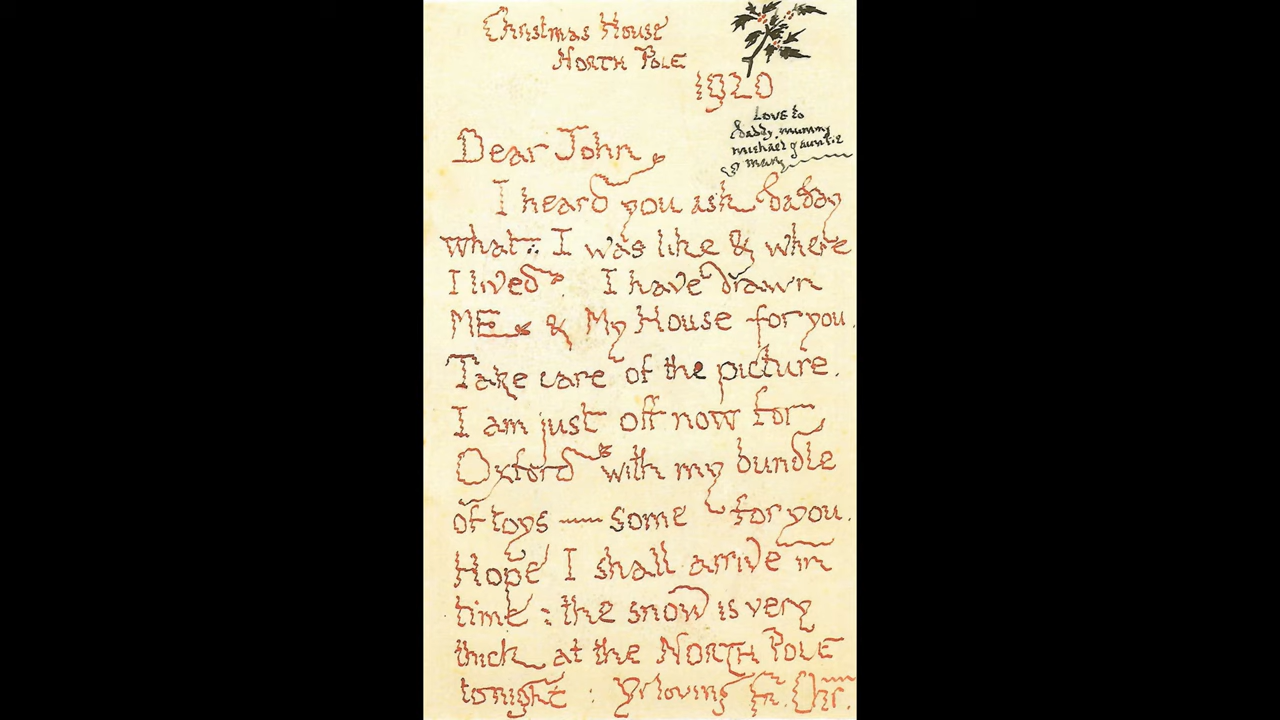 Christmas House
North Pole
1920
Love to
daddy, mummy
michael & auntie
& mary
Dear John
I heard you ask daddy
what I was like & where
I lived. I have drawn
ME & My House for you.
Take care of the picture.
I am just off now for
Oxford with my bundle
of toys — some for you.
Hope I shall arrive in
time : the snow is very
thick at the NORTH POLE
tonight : Yr loving Fr. Chr.